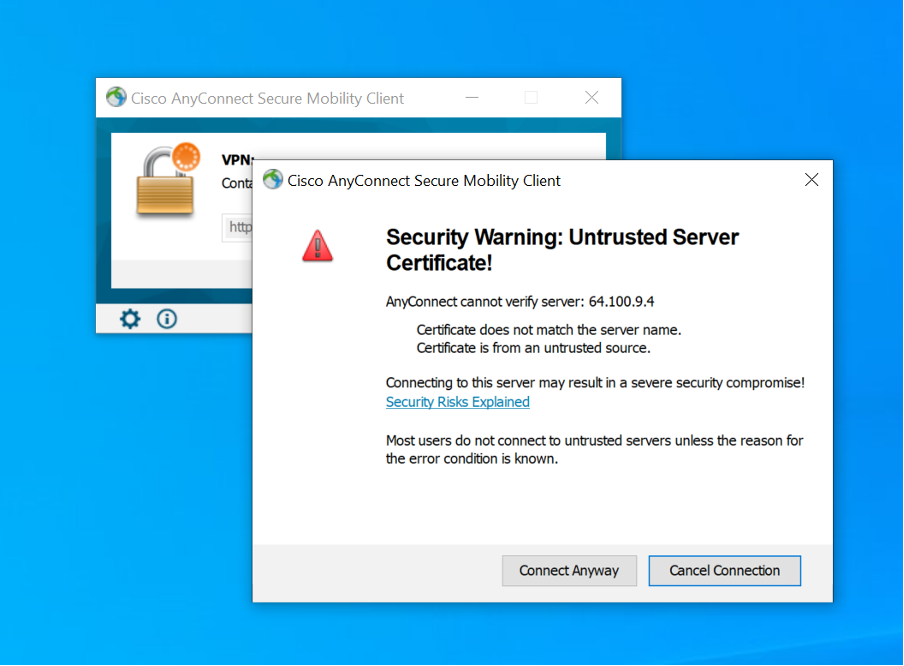 Cisco AnyConnect Secure Mobility Client
VPN:
Cisco AnyConnect Secure Mobility Client
Security Warning: Untrusted Server
Certificate!
AnyConnect cannot verify server: 64.100.9.4
Certificate does not match the server name.
Certificate is from an untrusted source.
Connecting to this server may result in a severe security compromise!
Security Risks Explained
Most users do not connect to untrusted servers unless the reason for
the error condition is known.
Connect Anyway
Cancel Connection